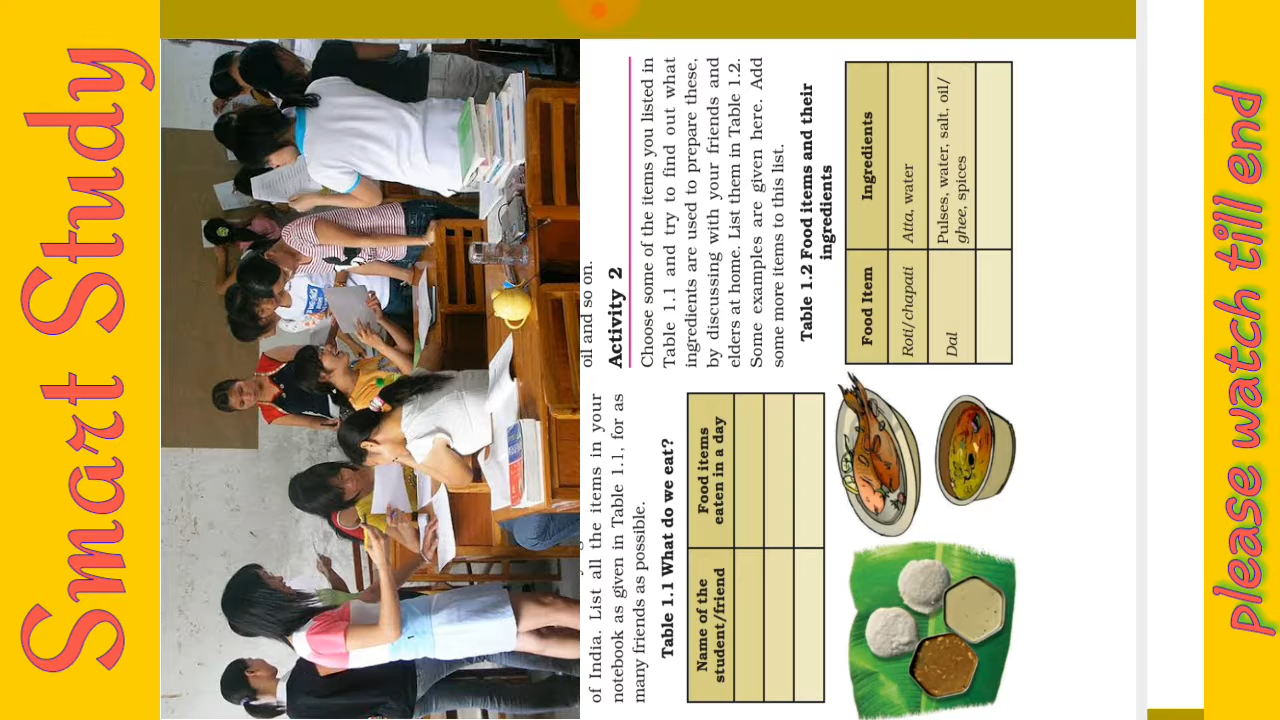 Smart Study
of India. List all the items in your
notebook as given in Table 1.1, for as
many friends as possible.
Table 1.1 What do we eat?
Name of the
student/friend
Food items
eaten in a day
oil and so on.
Activity 2
Choose some of the items you listed in
Table 1.1 and try to find out what
ingredients are used to prepare these,
by discussing with your friends and
elders at home. List them in Table 1.2.
Some examples are given here. Add
some more items to this list.
Table 1.2 Food items and their
ingredients
Food Item
Ingredients
Roti/chapati
Atta, water
Dal
Pulses, water, salt, oil/
ghee, spices
please watch till end